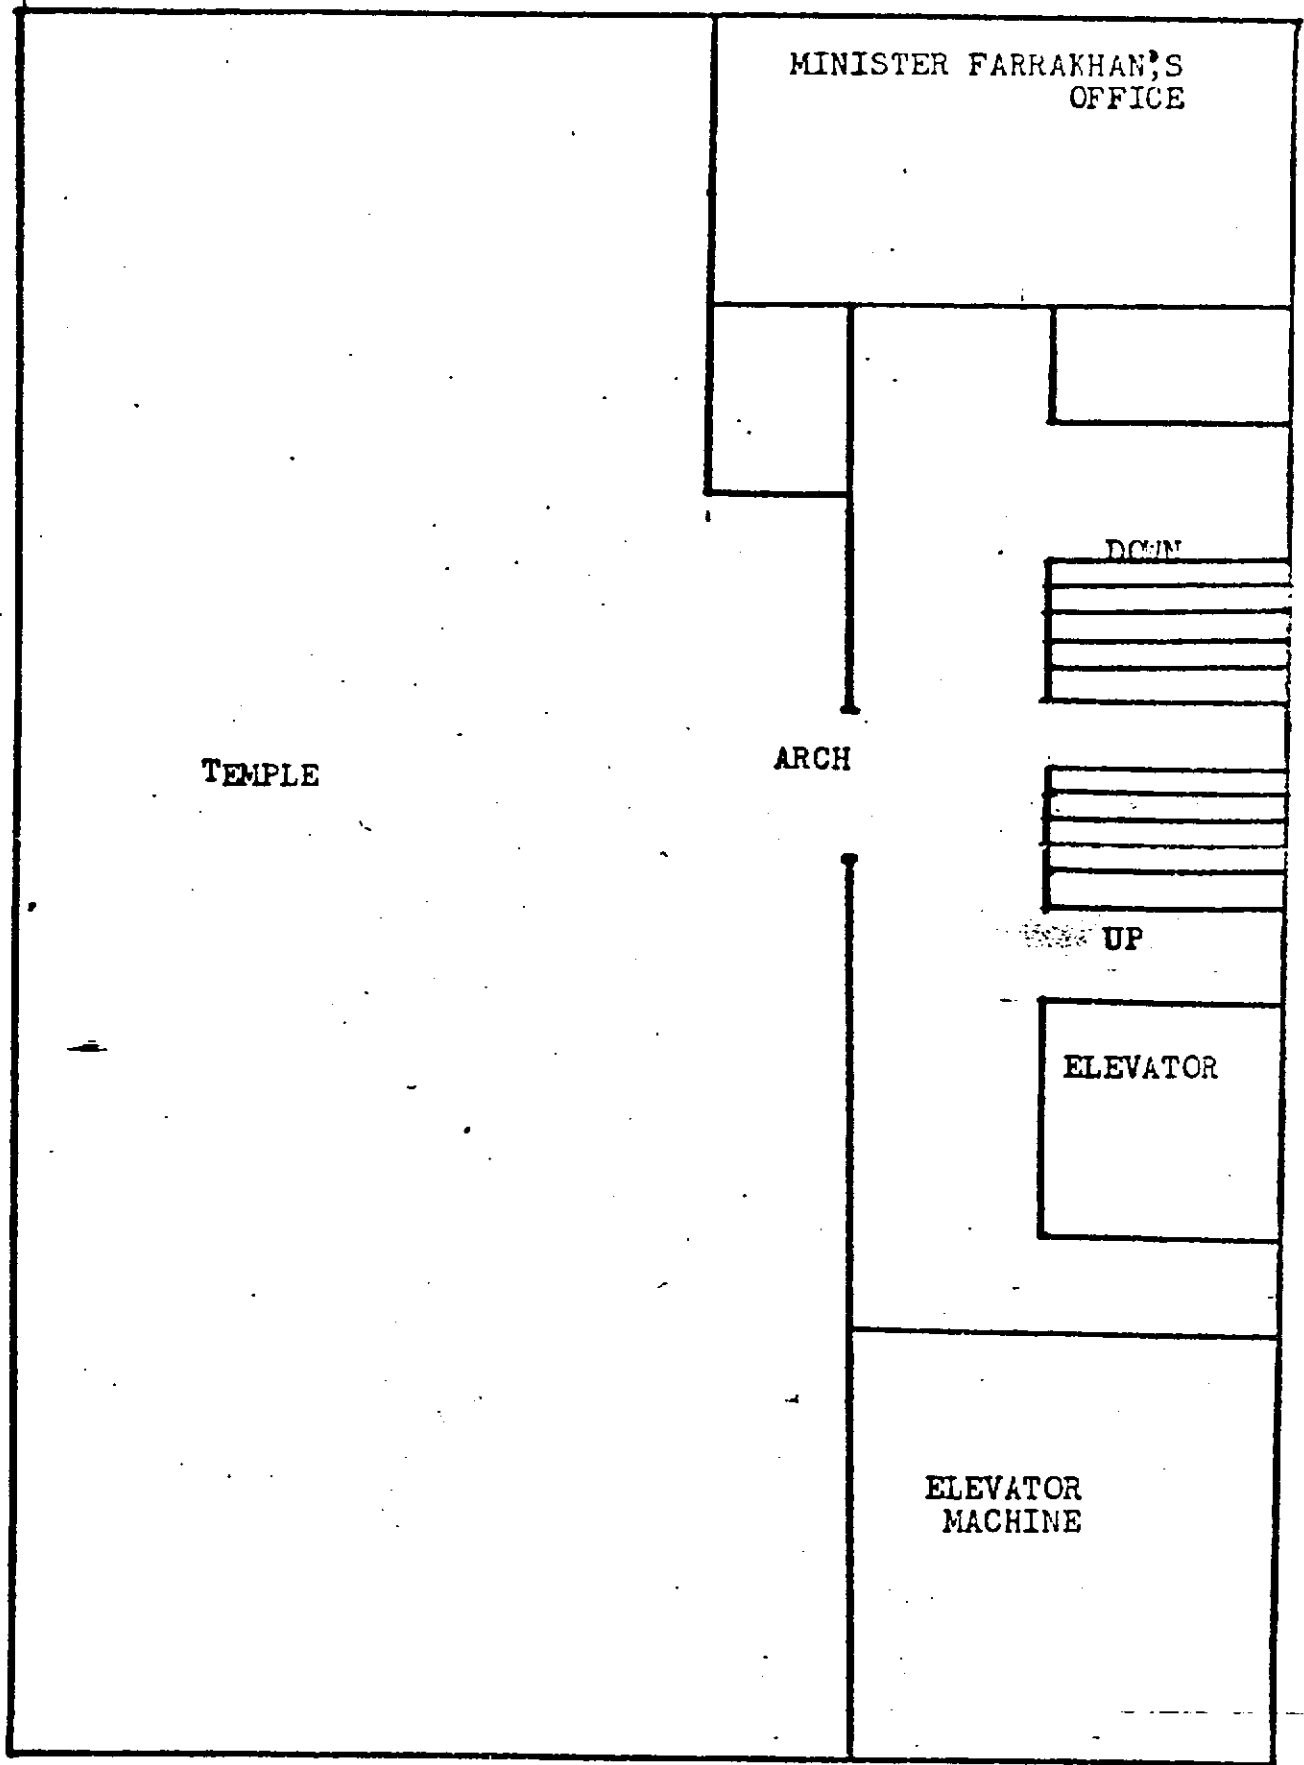 MINISTER FARRAKHAN;S
OFFICE
DOWN
TEMPLE
ARCH
UP
ELEVATOR
ELEVATOR
MACHINE